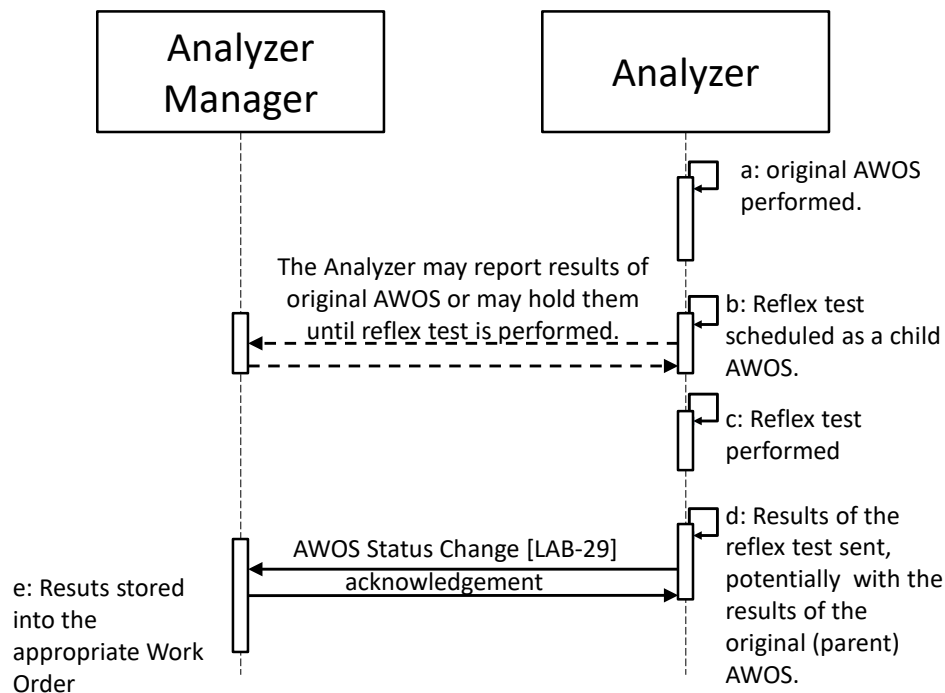 Analyzer
Manager
Analyzer
a: original AWOS
performed.
The Analyzer may report results of
original AWOS or may hold them
until reflex test is performed.
b: Reflex test
scheduled as a child
AWOS.
c: Reflex test
performed
AWOS Status Change [LAB-29]
acknowledgement
d: Results of the
reflex test sent,
potentially with the
results of the
original (parent)
AWOS.
e: Resuts stored
into the
appropriate Work
Order